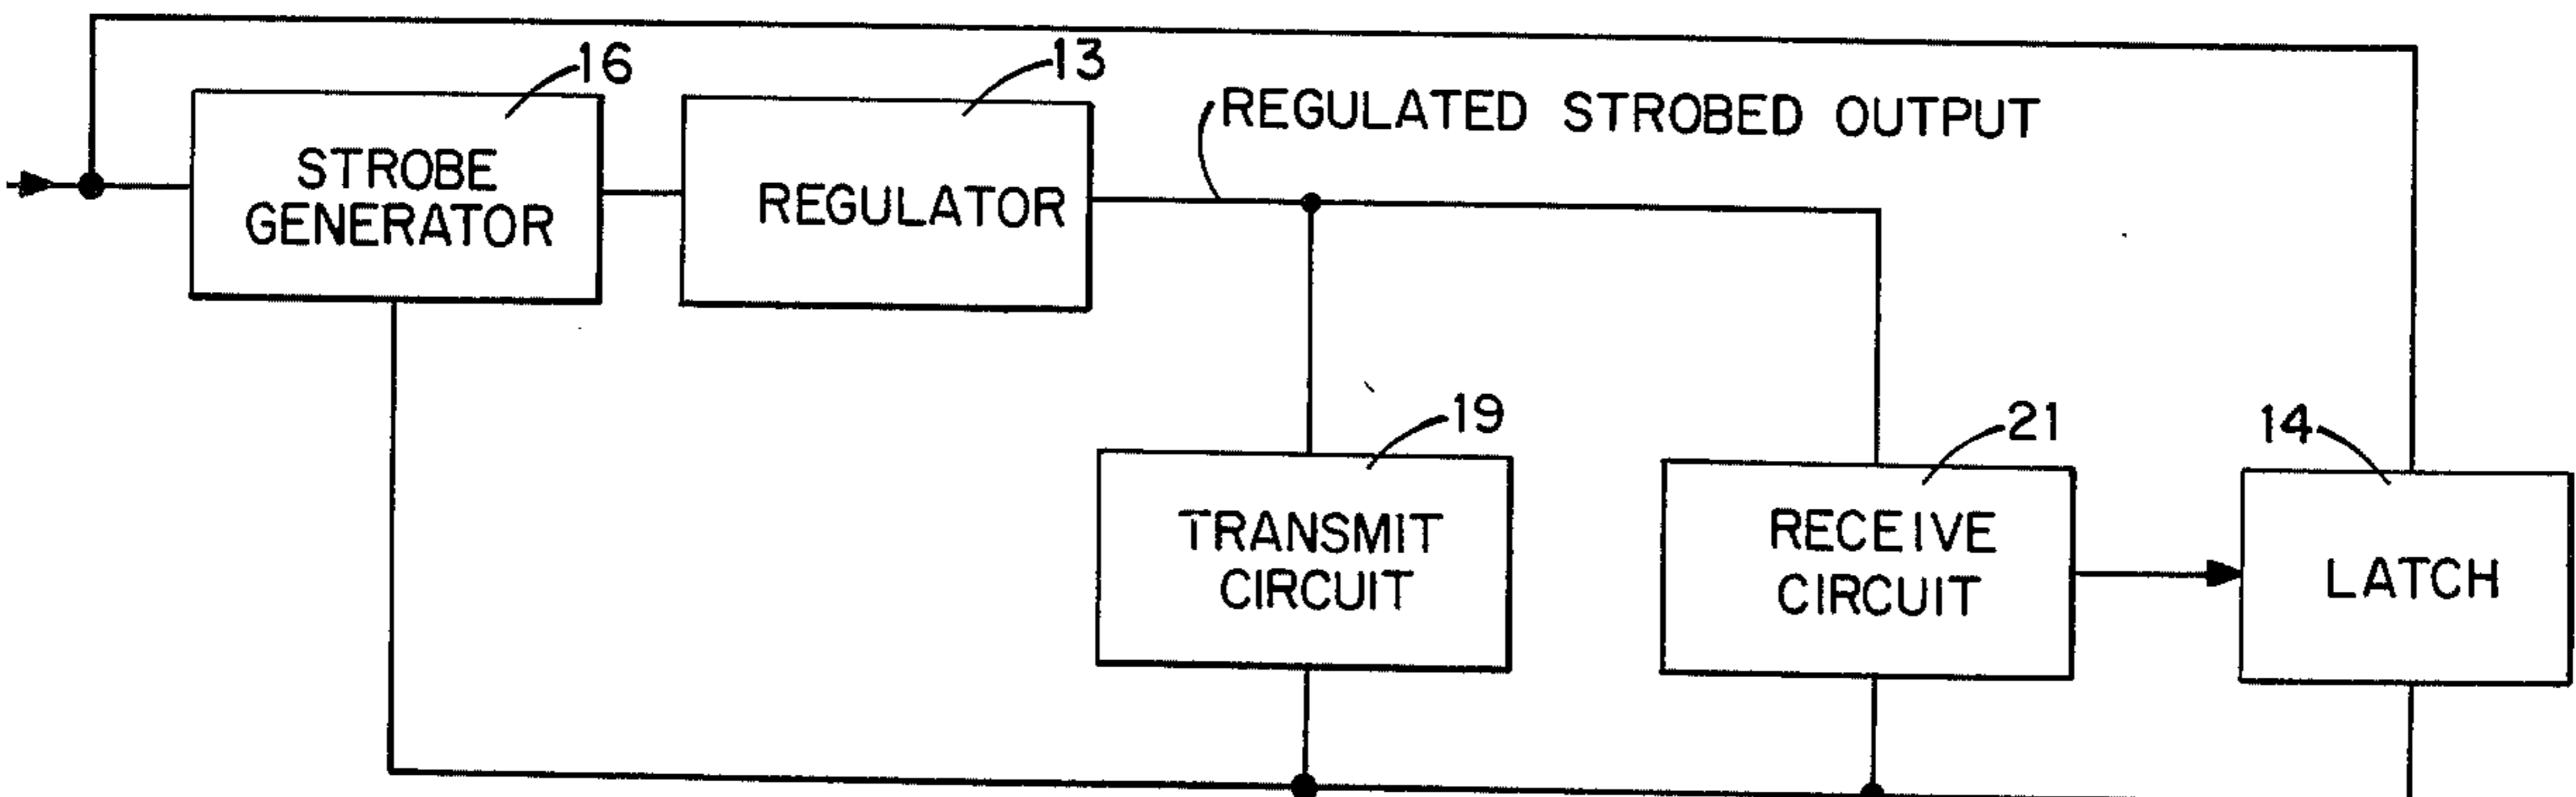 16
13
REGULATED STROBED OUTPUT
STROBE
GENERATOR
REGULATOR
19
21
14
TRANSMIT
CIRCUIT
RECEIVE
CIRCUIT
LATCH